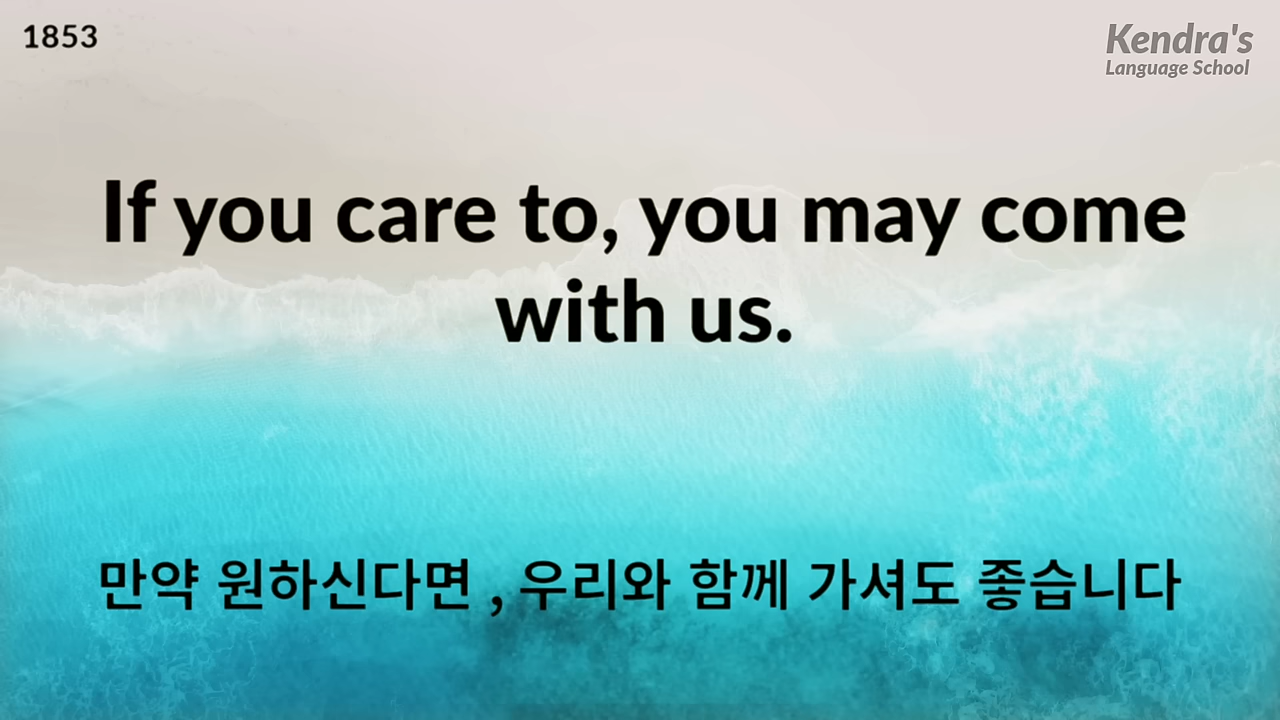 1853
Kendra's
Language School
If you care to, you may come
with us.
만약 원하신다면 , 우리와 함께 가셔도 좋습니다